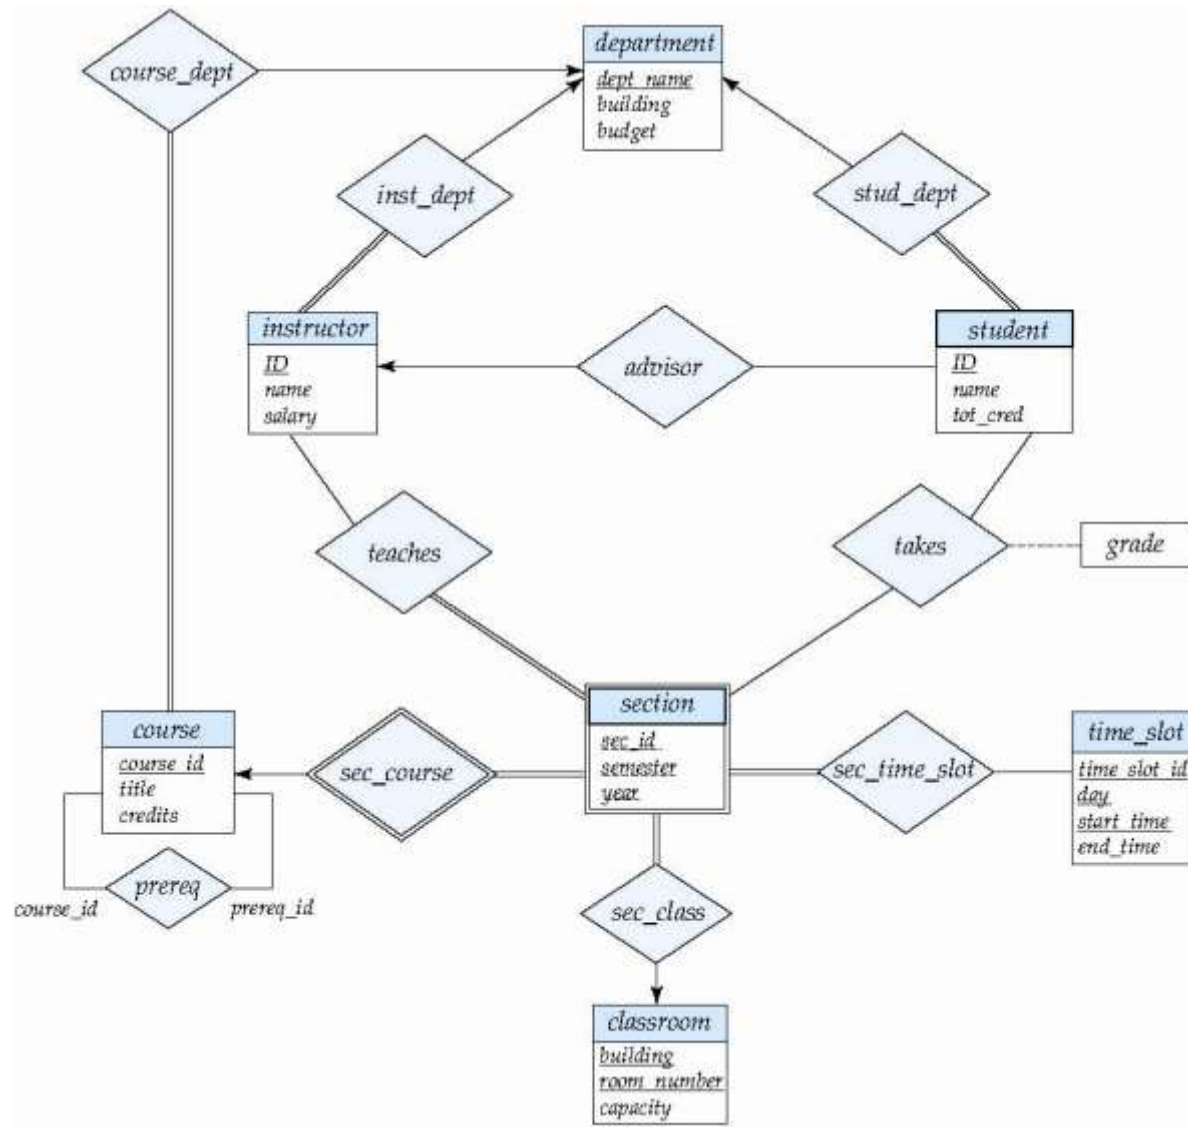 department
dept_name
building
budget
course_dept
inst_dept
stud_dept
instructor
ID
name
salary
advisor
student
ID
name
tot_cred
teaches
takes
grade
course
course_id
title
credits
sec_course
section
sec_id
semester
year
sec_time_slot
time_slot
time_slot_id
day
start_time
end_time
prereq
course_id
prereq_id
sec_class
classroom
building
room_number
capacity